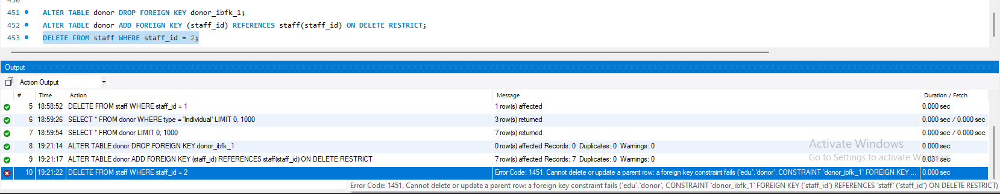 451 ALTER TABLE donor DROP FOREIGN KEY donor_ibfk_1;
452 ALTER TABLE donor ADD FOREIGN KEY (staff_id) REFERENCES staff(staff_id) ON DELETE RESTRICT;
453 DELETE FROM staff WHERE staff_id = 2;
Output
Action Output
# Time Action Message Duration / Fetch
5 18:58:52 DELETE FROM staff WHERE staff_id = 1 1 row(s) affected 0.000 sec
6 18:59:26 SELECT * FROM donor WHERE type = 'Individual' LIMIT 0, 1000 3 row(s) returned 0.000 sec / 0.000 sec
7 18:59:54 SELECT * FROM donor LIMIT 0, 1000 7 row(s) returned 0.000 sec / 0.000 sec
8 19:21:14 ALTER TABLE donor DROP FOREIGN KEY donor_ibfk_1 0 row(s) affected Records: 0 Duplicates: 0 Warnings: 0 0.000 sec
Activate Windows
9 19:21:17 ALTER TABLE donor ADD FOREIGN KEY (staff_id) REFERENCES staff(staff_id) ON DELETE RESTRICT 7 row(s) affected Records: 7 Duplicates: 0 Warnings: 0 0.031 sec
Go to Settings to activate Windows.
10 19:21:22 DELETE FROM staff WHERE staff_id = 2 Error Code: 1451. Cannot delete or update a parent row: a foreign key constraint fails (`edu`.`donor`, CONSTRAINT `donor_ibfk_1` FOREIGN KEY ... 0.000 sec
Error Code: 1451. Cannot delete or update a parent row: a foreign key constraint fails (`edu`.`donor`, CONSTRAINT `donor_ibfk_1` FOREIGN KEY (`staff_id`) REFERENCES `staff` (`staff_id`) ON DELETE RESTRICT)